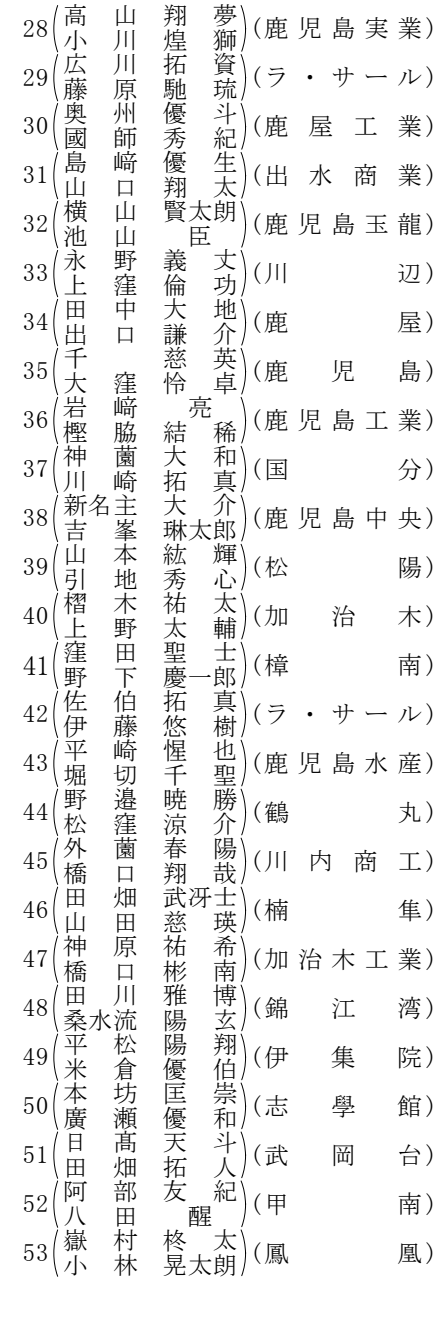 28 高山翔夢 (鹿児島実業)
小川煌獅
29 広川拓資 (ラ・サール)
藤原馳琉
30 奥州優斗 (鹿屋工業)
國師秀紀
31 島﨑優生 (出水商業)
山口翔太
32 横山賢太朗 (鹿児島玉龍)
池山臣
33 永野義丈 (川辺)
上窪倫功
34 田中大地 (鹿屋)
出口謙介
35 千慈英 (鹿児島)
大窪怜卓
36 岩﨑亮 (鹿児島工業)
樫脇結稀
37 神薗大和 (国分)
川崎拓真
38 新名主大介 (鹿児島中央)
吉峯琳太郎
39 山本紘輝 (松陽)
引地秀心
40 槢木祐太 (加治木)
上野太輔
41 窪田聖士 (樟南)
野下慶一郎
42 佐伯拓真 (ラ・サール)
伊藤悠樹
43 平崎惺也 (鹿児島水産)
堀切千聖
44 野邉暁勝 (鶴丸)
松窪涼介
45 外薗春陽 (川内商工)
橋口翔哉
46 田畑武冴士 (楠隼)
山田慈瑛
47 神原祐希 (加治木工業)
橋口彬南
48 田川雅博 (錦江湾)
桑水流陽玄
49 平松陽翔 (伊集院)
米倉優伯
50 本坊匡崇 (志學館)
廣瀬優和
51 日髙天斗 (武岡台)
田畑拓人
52 阿部友紀 (甲南)
八田醒
53 嶽村柊太 (鳳凰)
小林晃太朗